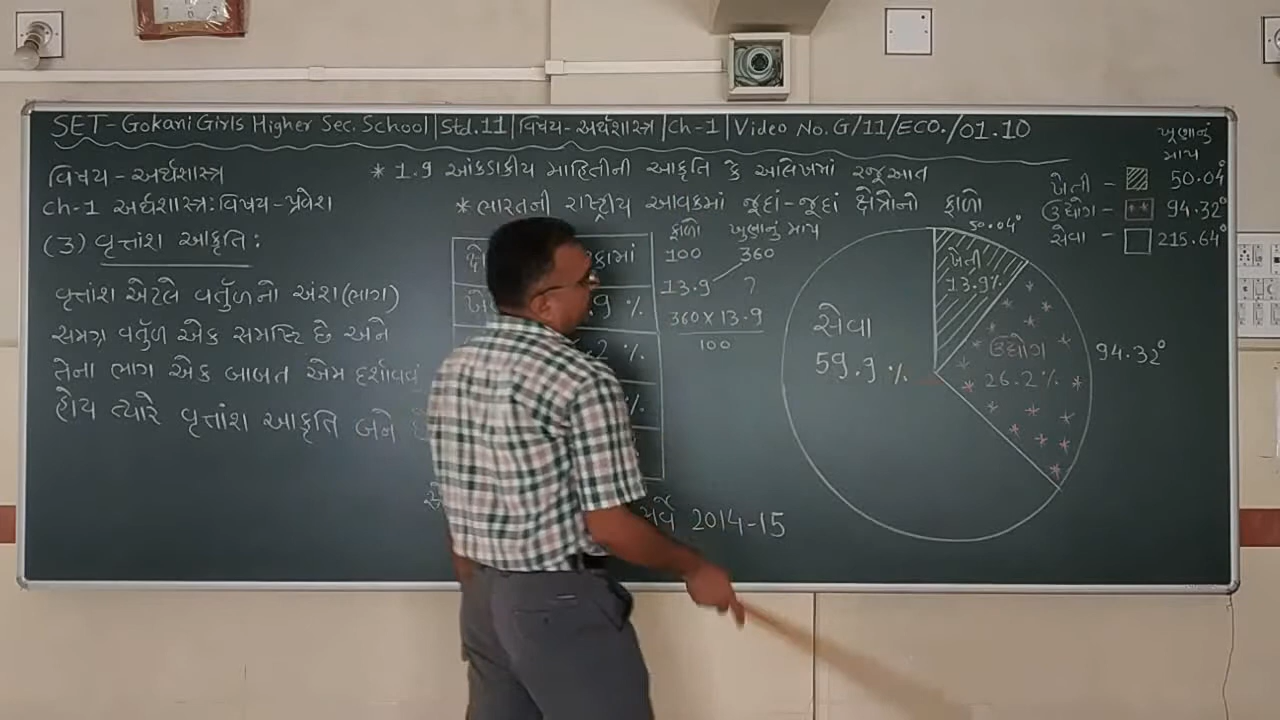 SET - Gokani Girls Higher Sec. School | Std. 11 | વિષય - અર્થશાસ્ત્ર | Ch-1 | Video No. G/11/ECO./01.10
વિષય - અર્થશાસ્ત્ર
Ch-1 અર્થશાસ્ત્ર : વિષય - પ્રવેશ
(3) વૃત્તાંશ આકૃતિ :
વૃત્તાંશ એટલે વર્તુળનો અંશ (ભાગ)
સમગ્ર વર્તુળ એક સમષ્ટિ છે અને
તેના ભાગ એક બાબત એમ દર્શાવવું
હોય ત્યારે વૃત્તાંશ આકૃતિ બને
* 1.9 આંકડાકીય માહિતીની આકૃતિ કે આલેખમાં રજૂઆત
* ભારતની રાષ્ટ્રીય આવકમાં જૂદાં-જૂદાં ક્ષેત્રોનો ફાળો
ફાળો ખુણાનું માપ
100 360
13.9 ?
360 x 13.9
100
2014-15
50.04°
ખેતી
13.9%
ઉદ્યોગ
26.2%
94.32°
સેવા
59.9%
ખુણાનું
માપ
ખેતી - 50.04°
ઉદ્યોગ - 94.32°
સેવા - 215.64°